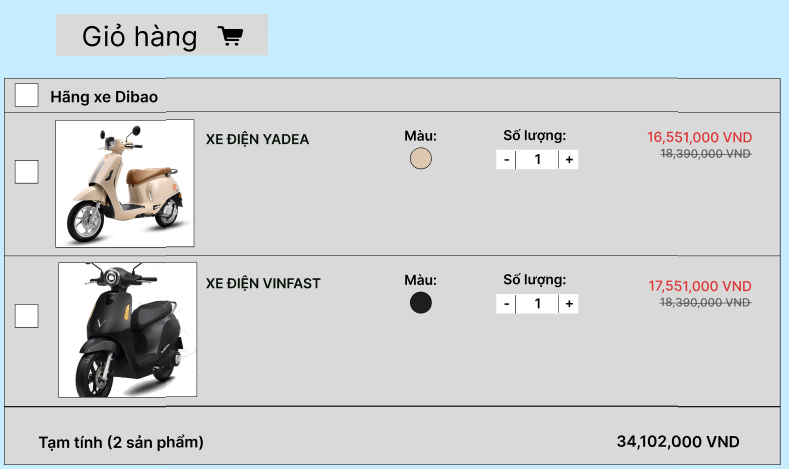 Giỏ hàng
Hãng xe Dibao
XE ĐIỆN YADEA
Màu:
Số lượng:
- 1 +
16,551,000 VND
18,390,000 VND
XE ĐIỆN VINFAST
Màu:
Số lượng:
- 1 +
17,551,000 VND
18,390,000 VND
Tạm tính (2 sản phẩm)
34,102,000 VND